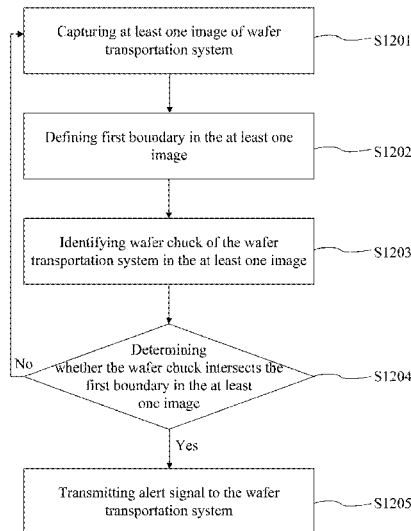 Capturing at least one image of wafer
transportation system
S1201
Defining first boundary in the at least one
image
S1202
Identifying wafer chuck of the wafer
transportation system in the at least one image
S1203
Determining
whether the wafer chuck intersects the
first boundary in the at least
one image
S1204
No
Yes
Transmitting alert signal to the wafer
transportation system
S1205